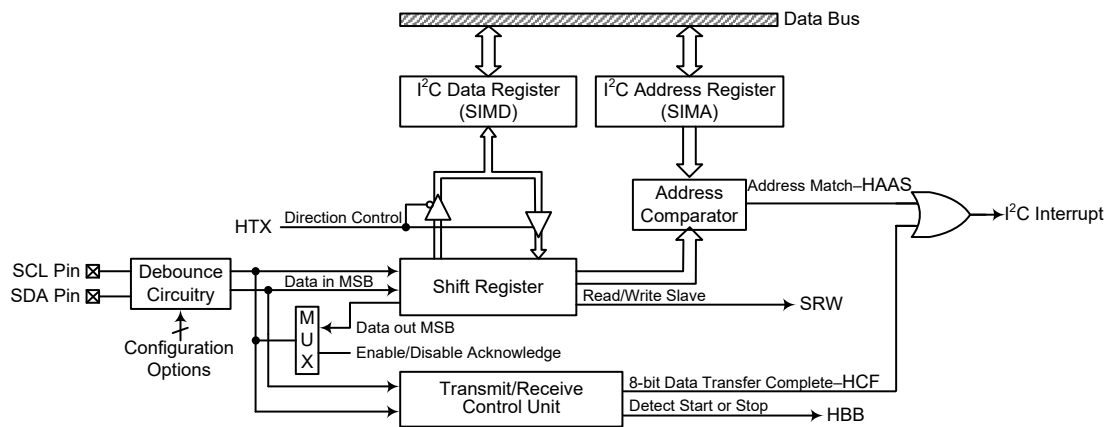 Data Bus
I²C Data Register
(SIMD)
I²C Address Register
(SIMA)
Address
Comparator
Address Match–HAAS
I²C Interrupt
HTX
Direction Control
SCL Pin
SDA Pin
Debounce
Circuitry
Data in MSB
Shift Register
Read/Write Slave
SRW
M
U
X
Data out MSB
Enable/Disable Acknowledge
Configuration
Options
Transmit/Receive
Control Unit
8-bit Data Transfer Complete–HCF
Detect Start or Stop
HBB